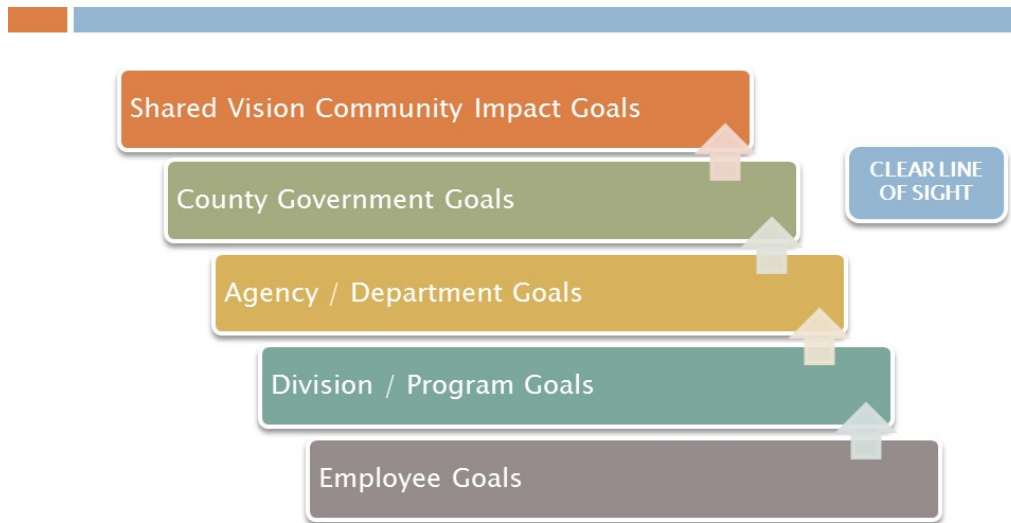 Shared Vision Community Impact Goals
County Government Goals
CLEAR LINE
OF SIGHT
Agency / Department Goals
Division / Program Goals
Employee Goals